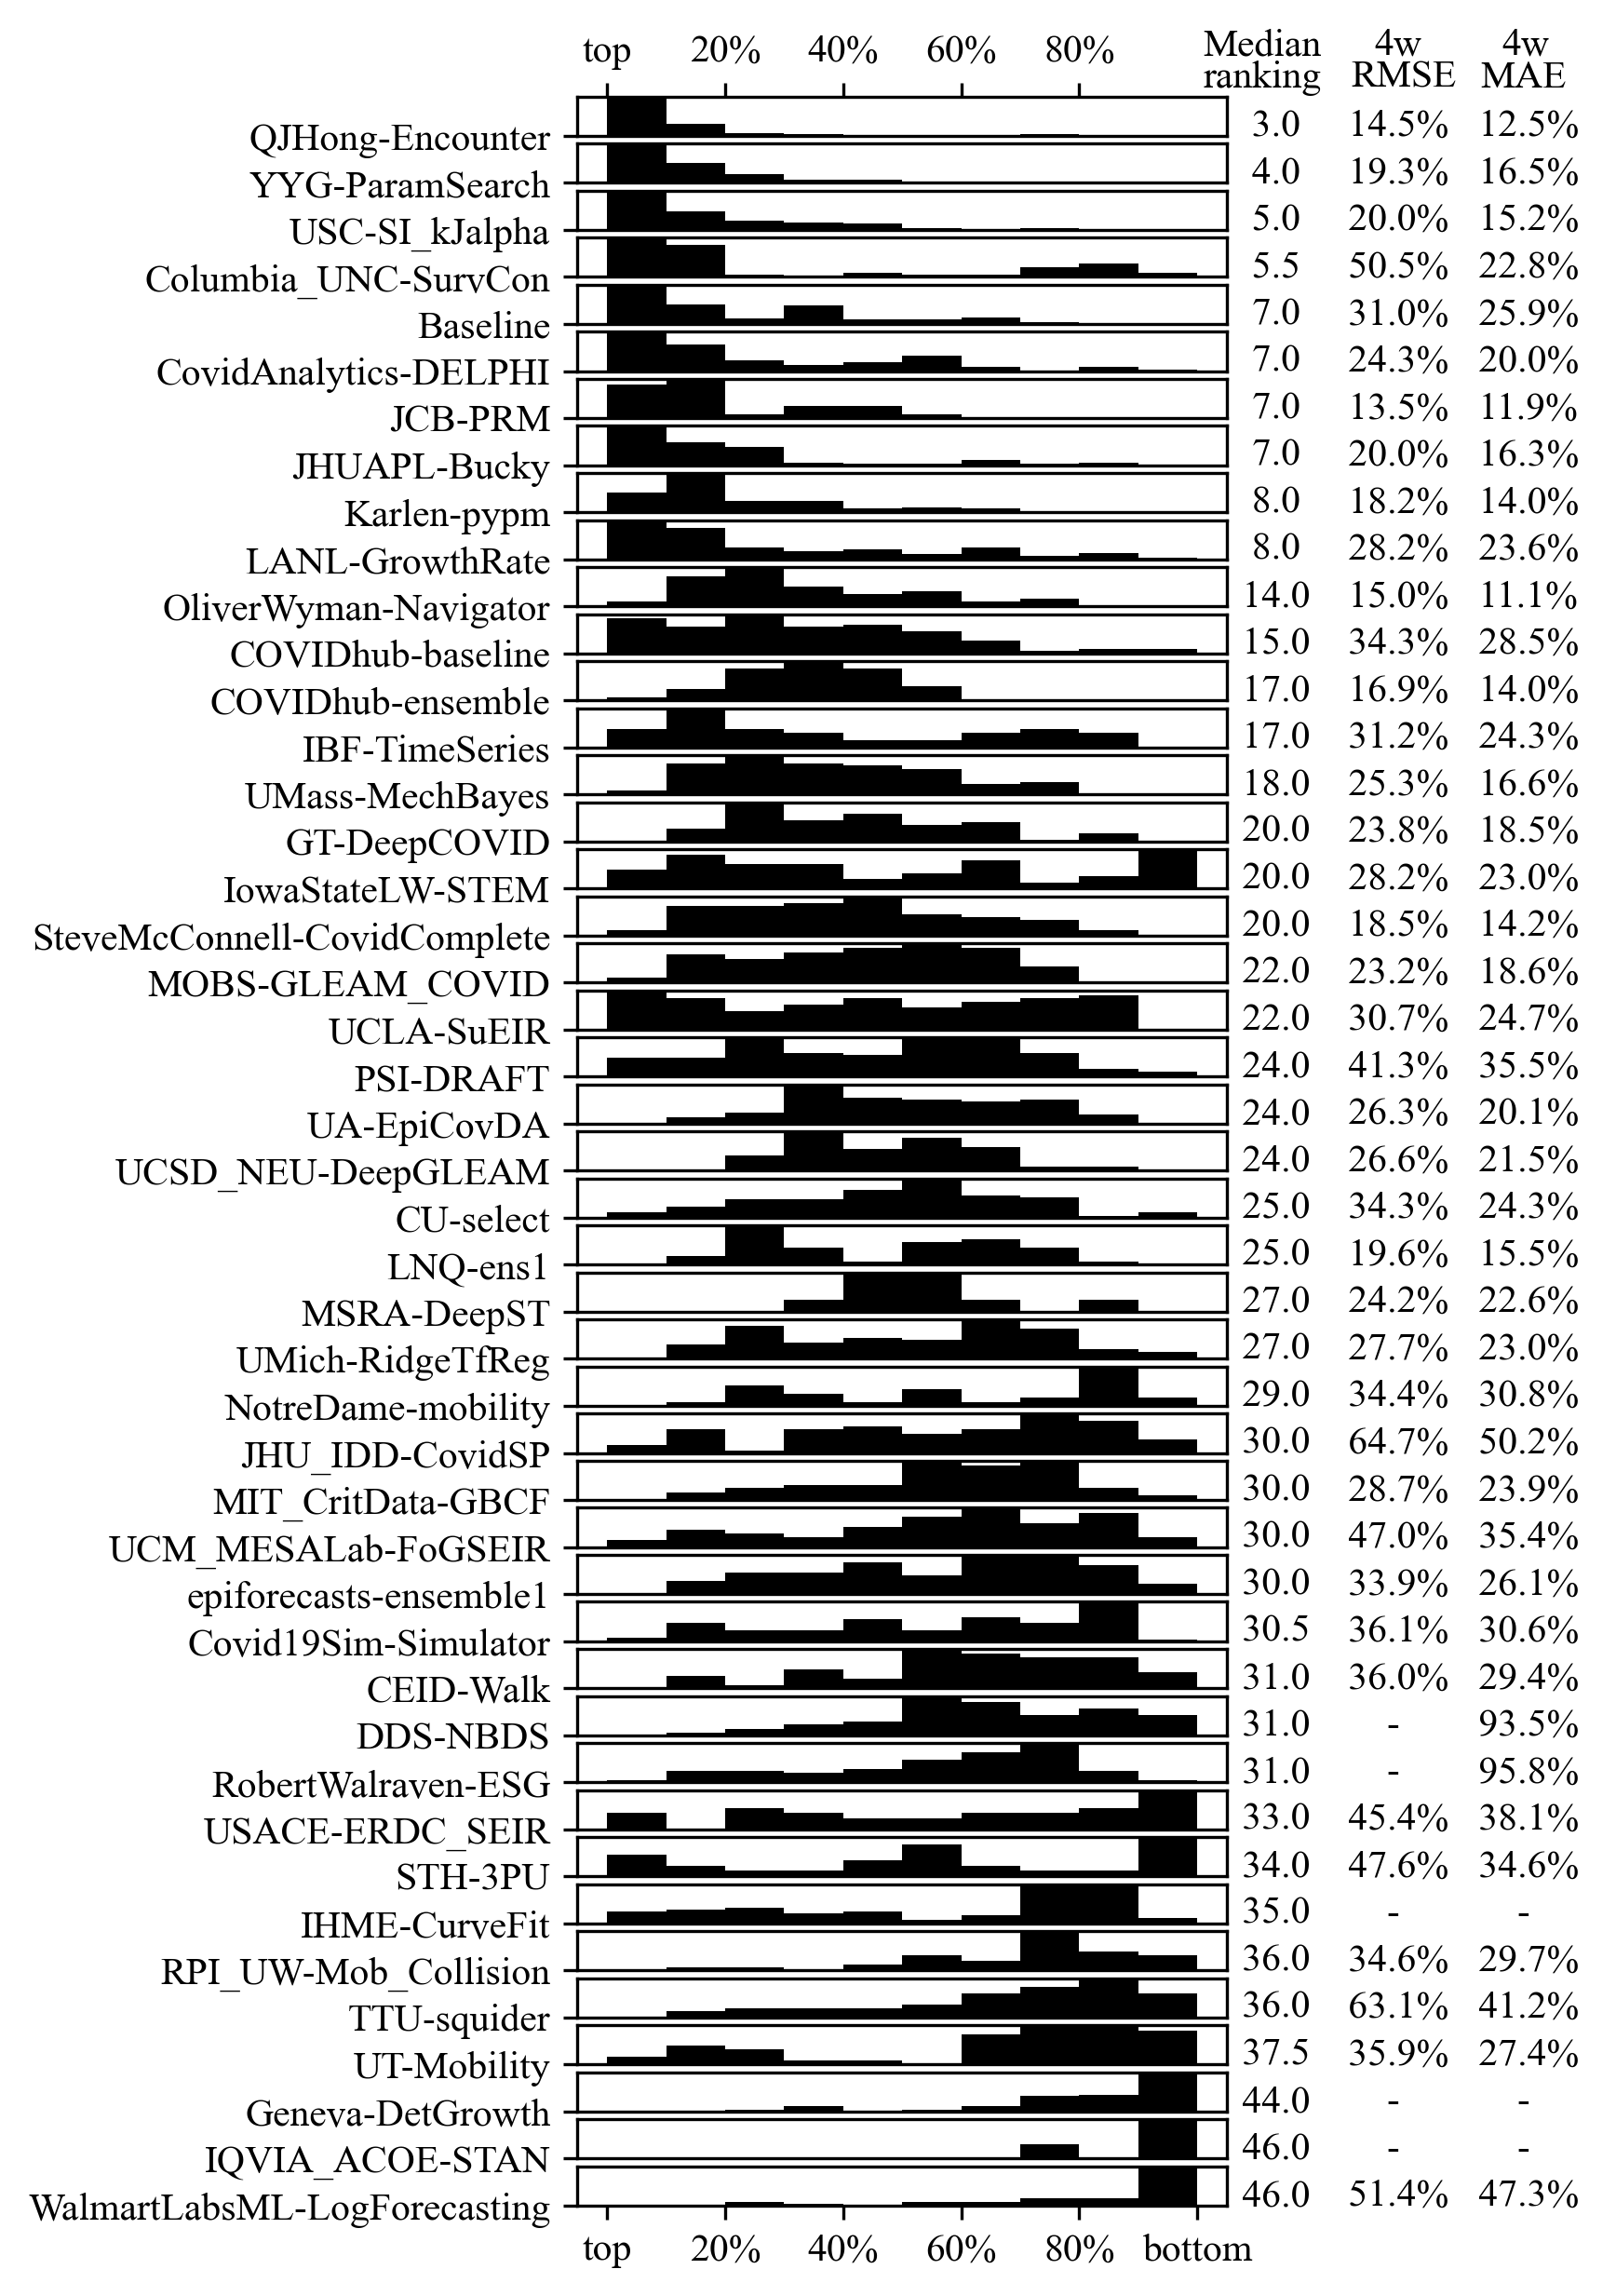 top 20% 40% 60% 80% Median ranking 4w RMSE 4w MAE
QJHong-Encounter 3.0 14.5% 12.5%
YYG-ParamSearch 4.0 19.3% 16.5%
USC-SI_kJalpha 5.0 20.0% 15.2%
Columbia_UNC-SurvCon 5.5 50.5% 22.8%
Baseline 7.0 31.0% 25.9%
CovidAnalytics-DELPHI 7.0 24.3% 20.0%
JCB-PRM 7.0 13.5% 11.9%
JHUAPL-Bucky 7.0 20.0% 16.3%
Karlen-pypm 8.0 18.2% 14.0%
LANL-GrowthRate 8.0 28.2% 23.6%
OliverWyman-Navigator 14.0 15.0% 11.1%
COVIDhub-baseline 15.0 34.3% 28.5%
COVIDhub-ensemble 17.0 16.9% 14.0%
IBF-TimeSeries 17.0 31.2% 24.3%
UMass-MechBayes 18.0 25.3% 16.6%
GT-DeepCOVID 20.0 23.8% 18.5%
IowaStateLW-STEM 20.0 28.2% 23.0%
SteveMcConnell-CovidComplete 20.0 18.5% 14.2%
MOBS-GLEAM_COVID 22.0 23.2% 18.6%
UCLA-SuEIR 22.0 30.7% 24.7%
PSI-DRAFT 24.0 41.3% 35.5%
UA-EpiCovDA 24.0 26.3% 20.1%
UCSD_NEU-DeepGLEAM 24.0 26.6% 21.5%
CU-select 25.0 34.3% 24.3%
LNQ-ens1 25.0 19.6% 15.5%
MSRA-DeepST 27.0 24.2% 22.6%
UMich-RidgeTfReg 27.0 27.7% 23.0%
NotreDame-mobility 29.0 34.4% 30.8%
JHU_IDD-CovidSP 30.0 64.7% 50.2%
MIT_CritData-GBCF 30.0 28.7% 23.9%
UCM_MESALab-FoGSEIR 30.0 47.0% 35.4%
epiforecasts-ensemble1 30.0 33.9% 26.1%
Covid19Sim-Simulator 30.5 36.1% 30.6%
CEID-Walk 31.0 36.0% 29.4%
DDS-NBDS 31.0 - 93.5%
RobertWalraven-ESG 31.0 - 95.8%
USACE-ERDC_SEIR 33.0 45.4% 38.1%
STH-3PU 34.0 47.6% 34.6%
IHME-CurveFit 35.0 - -
RPI_UW-Mob_Collision 36.0 34.6% 29.7%
TTU-squider 36.0 63.1% 41.2%
UT-Mobility 37.5 35.9% 27.4%
Geneva-DetGrowth 44.0 - -
IQVIA_ACOE-STAN 46.0 - -
WalmartLabsML-LogForecasting 46.0 51.4% 47.3%
top 20% 40% 60% 80% bottom